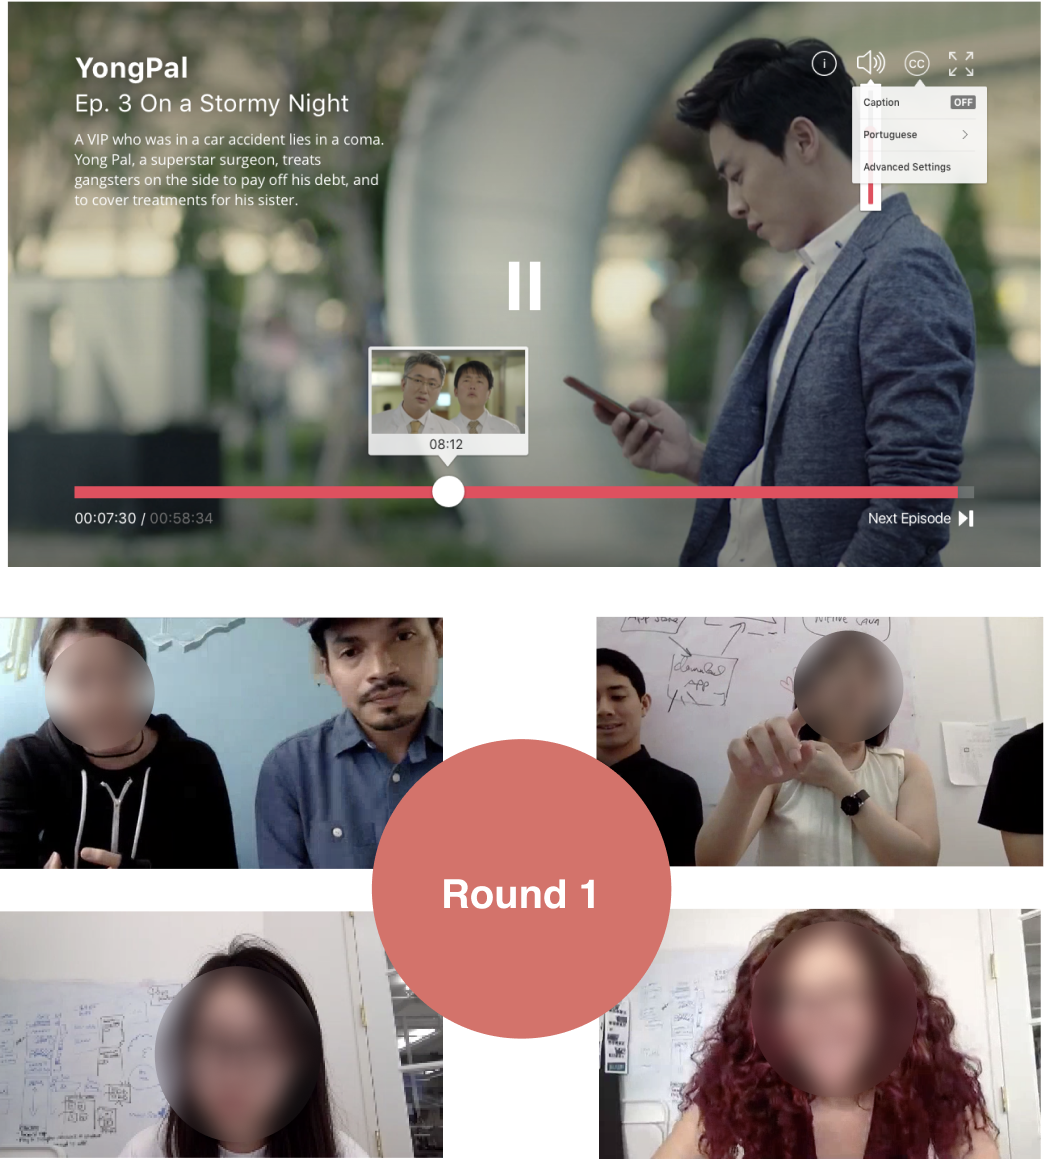 YongPal
Ep. 3 On a Stormy Night
A VIP who was in a car accident lies in a coma.
Yong Pal, a superstar surgeon, treats
gangsters on the side to pay off his debt, and
to cover treatments for his sister.
i
CC
Caption OFF
Portuguese
Advanced Settings
08:12
00:07:30 / 00:58:34
Next Episode
APP
Round 1